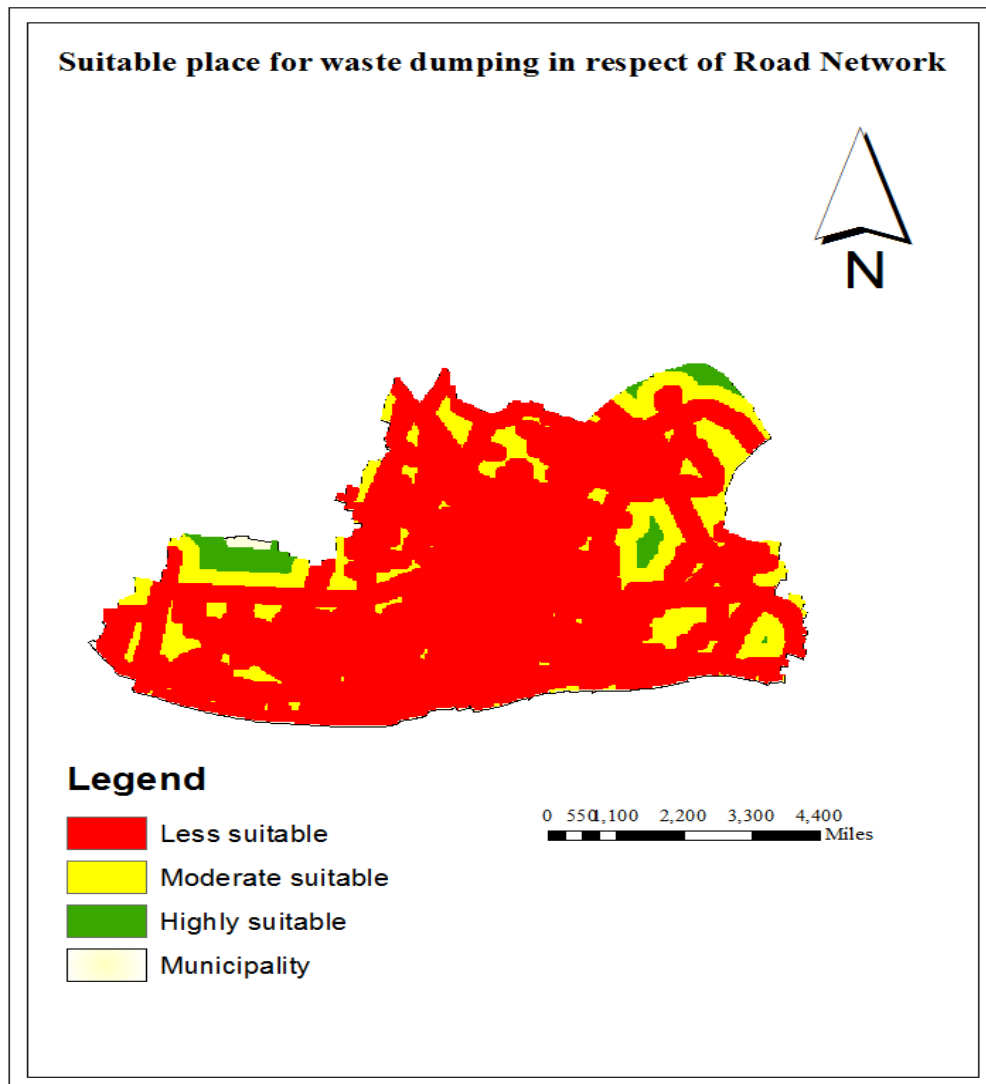 Suitable place for waste dumping in respect of Road Network
N
Legend
Less suitable
Moderate suitable
Highly suitable
Municipality
0 550 1,100 2,200 3,300 4,400
Miles